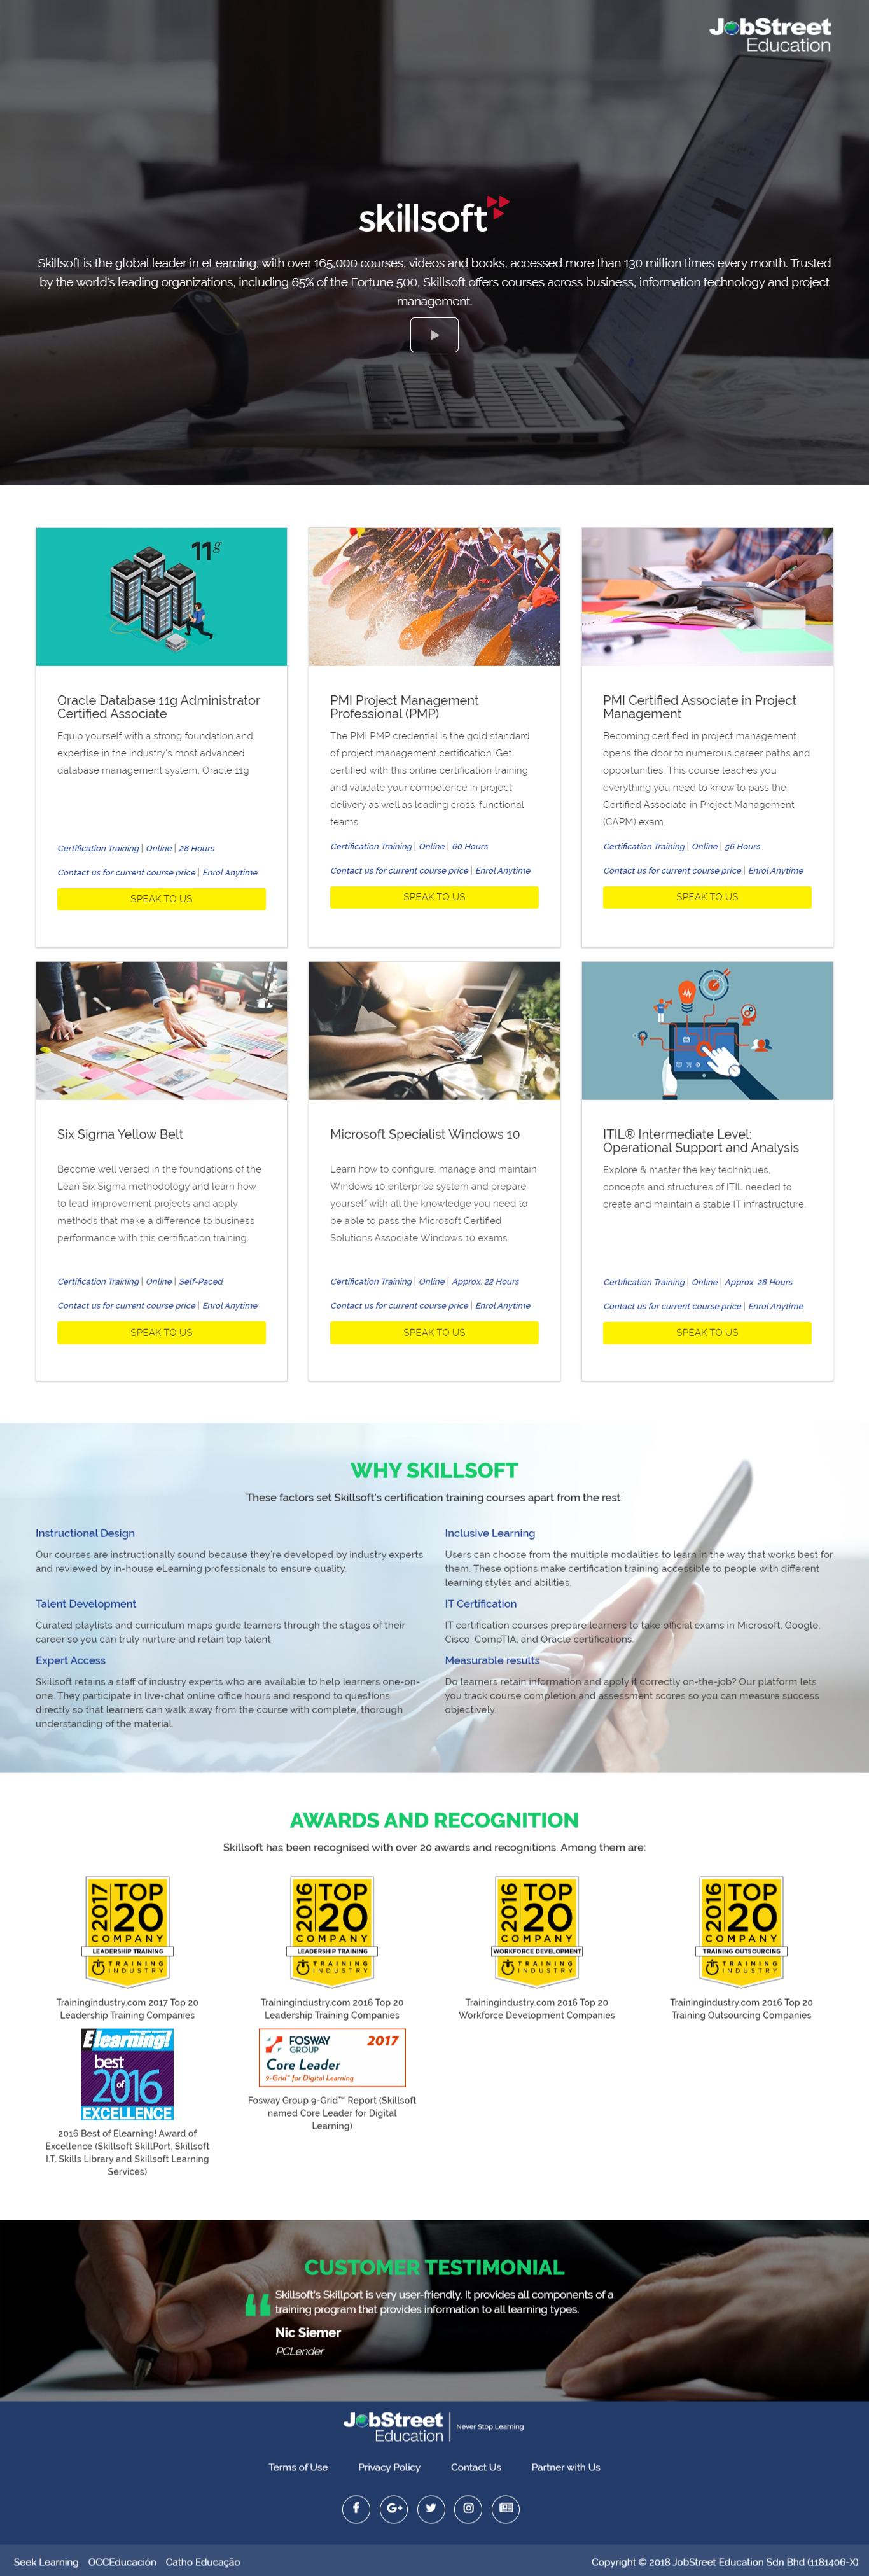 JobStreet
Education
skillsoft
Skillsoft is the global leader in eLearning, with over 165,000 courses, videos and books, accessed more than 130 million times every month. Trusted
by the world's leading organizations, including 65% of the Fortune 500, Skillsoft offers courses across business, information technology and project
management.
11g
Oracle Database 11g Administrator
Certified Associate
Equip yourself with a strong foundation and
expertise in the industry's most advanced
database management system, Oracle 11g
Certification Training | Online | 28 Hours
Contact us for current course price | Enrol Anytime
SPEAK TO US
PMI Project Management
Professional (PMP)
The PMI PMP credential is the gold standard
of project management certification. Get
certified with this online certification training
and validate your competence in project
delivery as well as leading cross-functional
teams.
Certification Training | Online | 60 Hours
Contact us for current course price | Enrol Anytime
SPEAK TO US
PMI Certified Associate in Project
Management
Becoming certified in project management
opens the door to numerous career paths and
opportunities. This course teaches you
everything you need to know to pass the
Certified Associate in Project Management
(CAPM) exam.
Certification Training | Online | 56 Hours
Contact us for current course price | Enrol Anytime
SPEAK TO US
Six Sigma Yellow Belt
Become well versed in the foundations of the
Lean Six Sigma methodology and learn how
to lead improvement projects and apply
methods that make a difference to business
performance with this certification training.
Certification Training | Online | Self-Paced
Contact us for current course price | Enrol Anytime
SPEAK TO US
Microsoft Specialist Windows 10
Learn how to configure, manage and maintain
Windows 10 enterprise system and prepare
yourself with all the knowledge you need to
be able to pass the Microsoft Certified
Solutions Associate Windows 10 exams.
Certification Training | Online | Approx. 22 Hours
Contact us for current course price | Enrol Anytime
SPEAK TO US
ITIL® Intermediate Level:
Operational Support and Analysis
Explore & master the key techniques,
concepts and structures of ITIL needed to
create and maintain a stable IT infrastructure.
Certification Training | Online | Approx. 28 Hours
Contact us for current course price | Enrol Anytime
SPEAK TO US
WHY SKILLSOFT
These factors set Skillsoft's certification training courses apart from the rest:
Instructional Design
Our courses are instructionally sound because they're developed by industry experts
and reviewed by in-house eLearning professionals to ensure quality.
Inclusive Learning
Users can choose from the multiple modalities to learn in the way that works best for
them. These options make certification training accessible to people with different
learning styles and abilities.
Talent Development
Curated playlists and curriculum maps guide learners through the stages of their
career so you can truly nurture and retain top talent.
IT Certification
IT certification courses prepare learners to take official exams in Microsoft, Google,
Cisco, CompTIA, and Oracle certifications.
Expert Access
Skillsoft retains a staff of industry experts who are available to help learners one-on-
one. They participate in live-chat online office hours and respond to questions
directly so that learners can walk away from the course with complete, thorough
understanding of the material.
Measurable results
Do learners retain information and apply it correctly on-the-job? Our platform lets
you track course completion and assessment scores so you can measure success
objectively.
AWARDS AND RECOGNITION
Skillsoft has been recognised with over 20 awards and recognitions. Among them are:
2017 TOP
20
COMPANY
LEADERSHIP TRAINING
TRAINING
INDUSTRY
Trainingindustry.com 2017 Top 20
Leadership Training Companies
2016 TOP
20
COMPANY
LEADERSHIP TRAINING
TRAINING
INDUSTRY
Trainingindustry.com 2016 Top 20
Leadership Training Companies
2016 TOP
20
COMPANY
WORKFORCE DEVELOPMENT
TRAINING
INDUSTRY
Trainingindustry.com 2016 Top 20
Workforce Development Companies
2016 TOP
20
COMPANY
TRAINING OUTSOURCING
TRAINING
INDUSTRY
Trainingindustry.com 2016 Top 20
Training Outsourcing Companies
Elearning!
best
of 2016
EXCELLENCE
2016 Best of Elearning! Award of
Excellence (Skillsoft SkillPort, Skillsoft
I.T. Skills Library and Skillsoft Learning
Services)
FOSWAY
GROUP
2017
Core Leader
9-Grid™ for Digital Learning
Fosway Group 9-Grid™ Report (Skillsoft
named Core Leader for Digital
Learning)
CUSTOMER TESTIMONIAL
Skillsoft's Skillport is very user-friendly. It provides all components of a
training program that provides information to all learning types.
Nic Siemer
PCLender
JobStreet
Education
Never Stop Learning
Terms of Use Privacy Policy Contact Us Partner with Us
Seek Learning OCCEducación Catho Educação
Copyright © 2018 JobStreet Education Sdn Bhd (1181406-X)